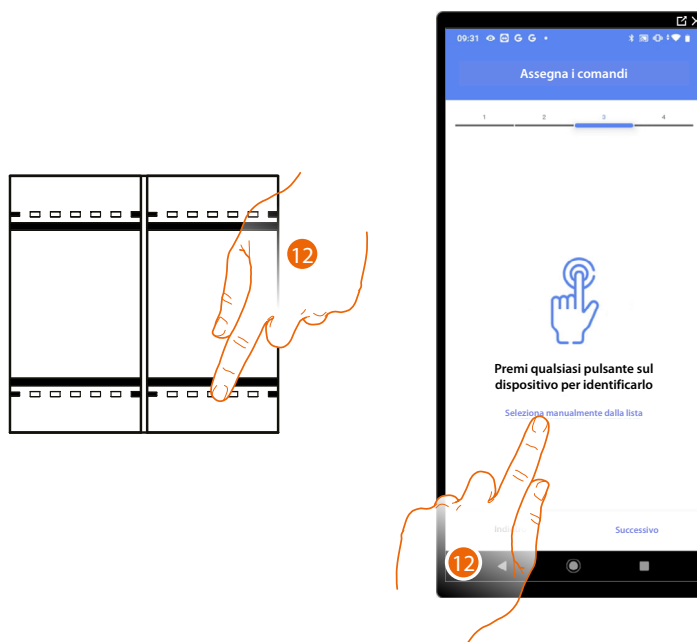 09:31 G G
Assegna i comandi
1 2 3 4
12
Premi qualsiasi pulsante sul
dispositivo per identificarlo
Seleziona manualmente dalla lista
Successivo
12